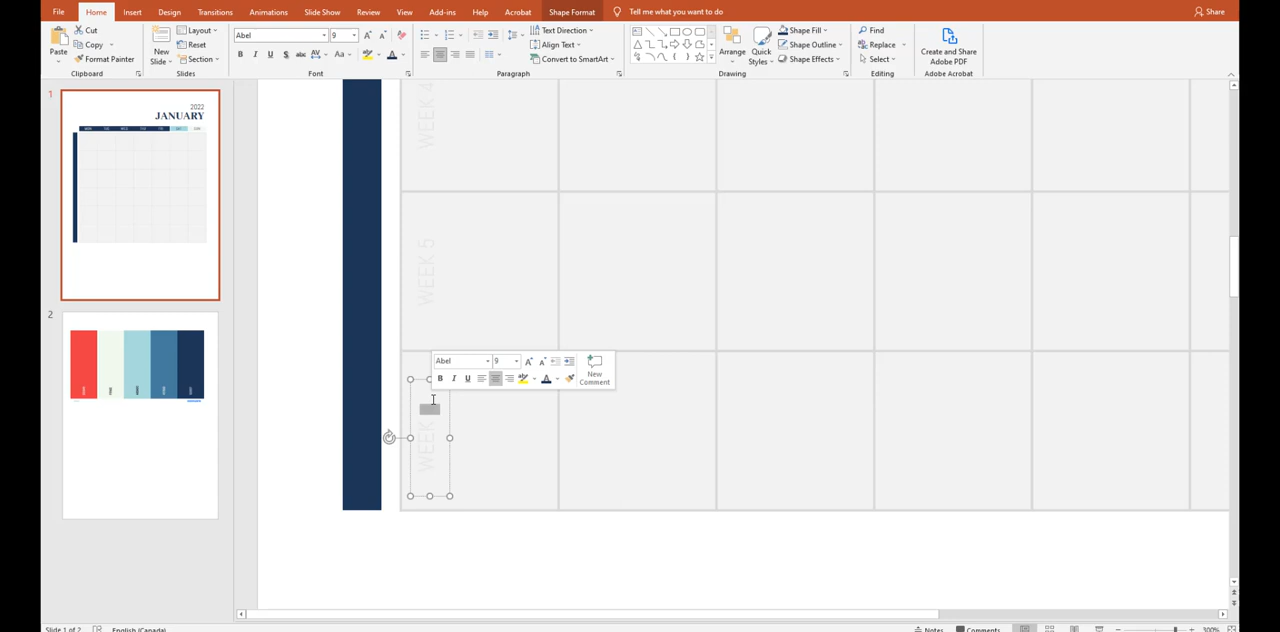 File Home Insert Design Transitions Animations Slide Show Review View Add-ins Help Acrobat Shape Format Tell me what you want to do Share
Paste
Cut
Copy
Format Painter
Clipboard
New Slide
Layout
Reset
Section
Slides
Abel 9
Font
Text Direction
Align Text
Convert to SmartArt
Paragraph
Arrange
Quick Styles
Shape Fill
Shape Outline
Shape Effects
Drawing
Find
Replace
Select
Editing
Create and Share Adobe PDF
Adobe Acrobat
1
2022
JANUARY
2
WEEK 4
WEEK 5
Abel 9
New Comment
WEEK
Slide 1 of 2 English (Canada) Notes Comments 300%